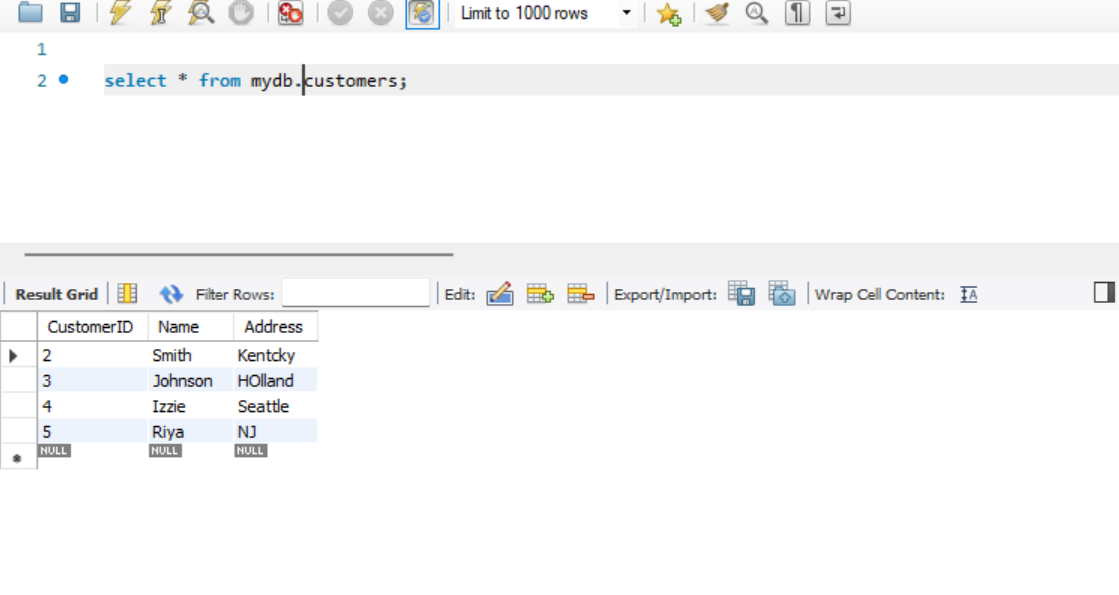 Limit to 1000 rows
1
2 select * from mydb.customers;
Result Grid Filter Rows: Edit: Export/Import: Wrap Cell Content: IA
CustomerID Name Address
2 Smith Kentcky
3 Johnson HOlland
4 Izzie Seattle
5 Riya NJ
NULL NULL NULL